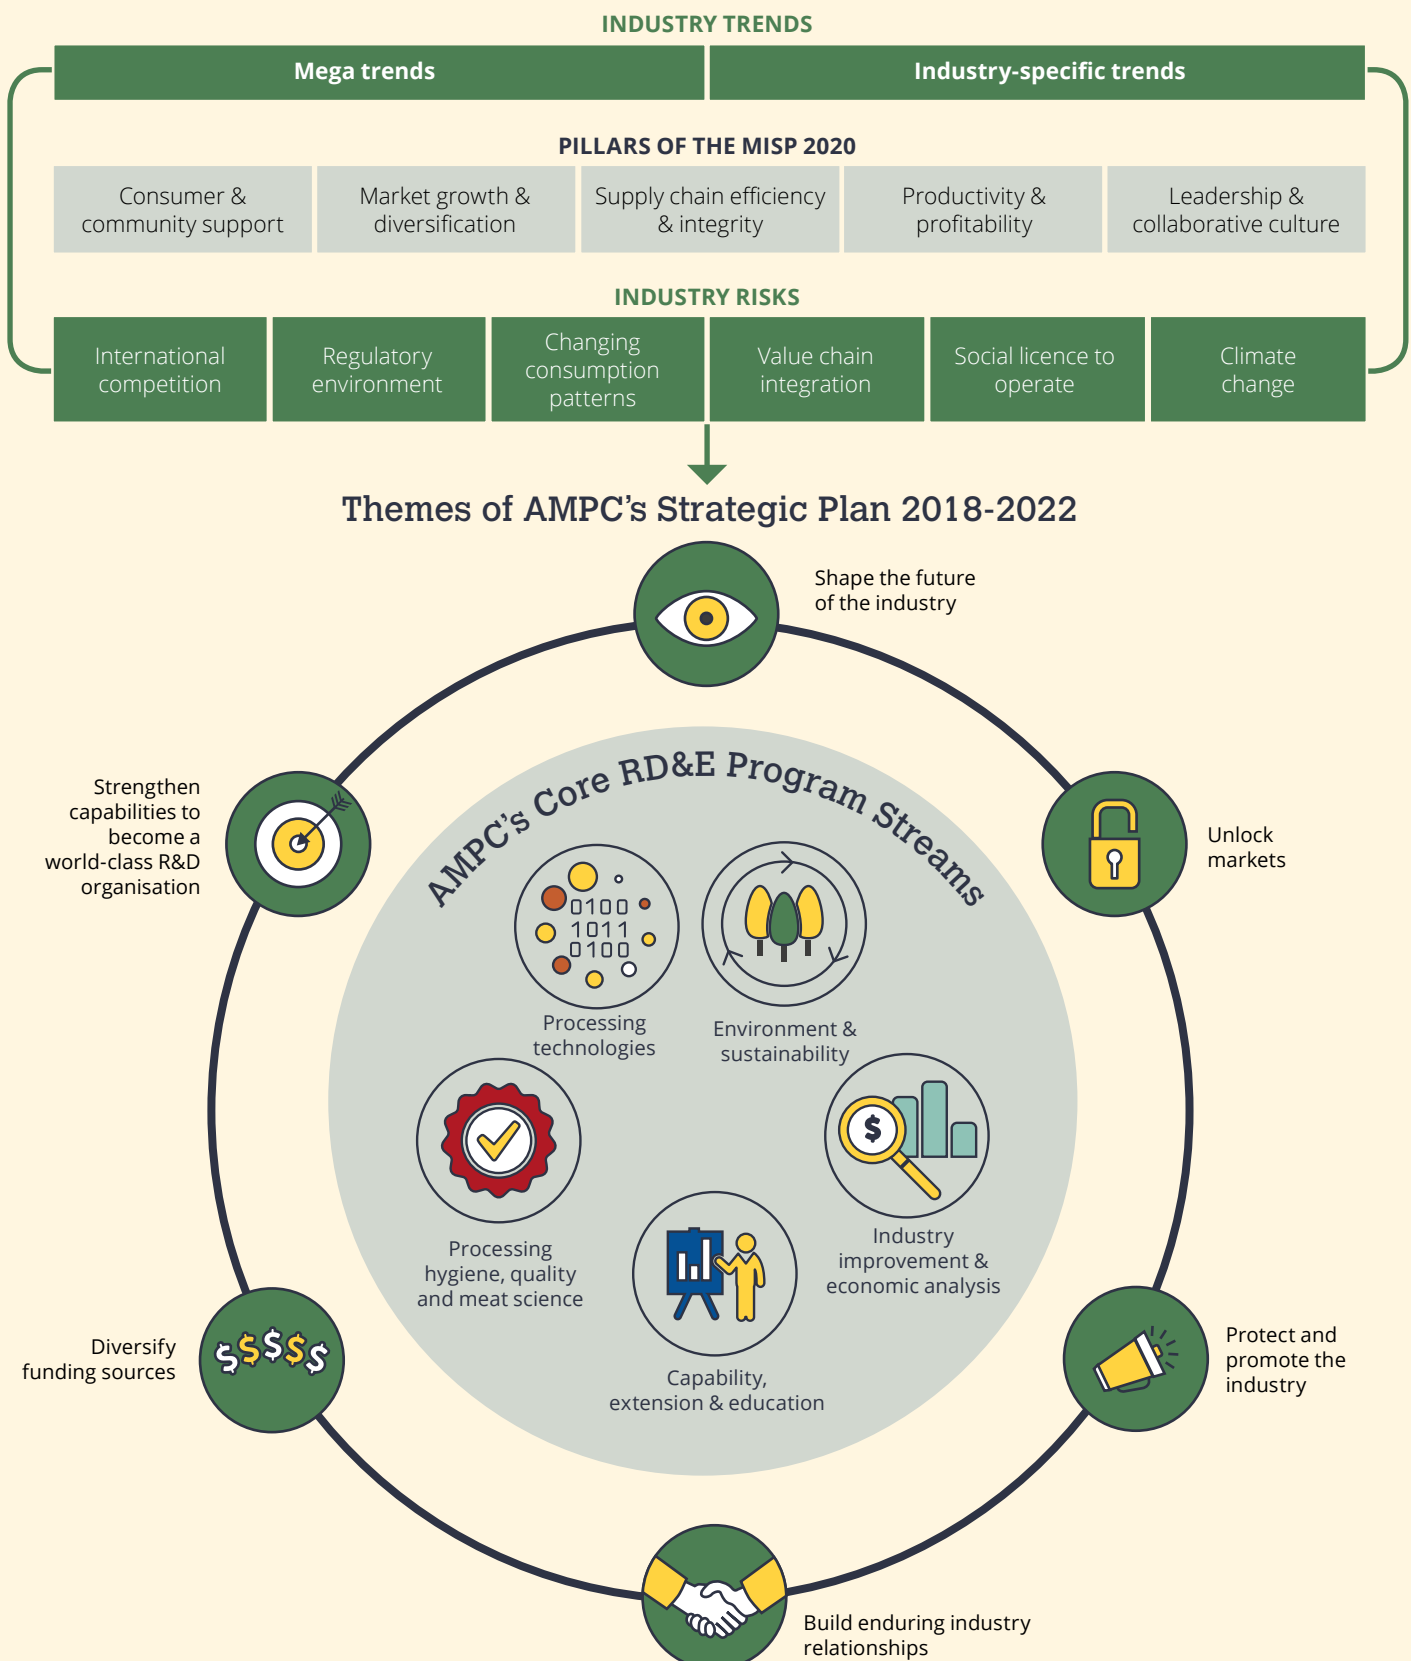 INDUSTRY TRENDS
Mega trends
Industry-specific trends
PILLARS OF THE MISP 2020
Consumer &
community support
Market growth &
diversification
Supply chain efficiency
& integrity
Productivity &
profitability
Leadership &
collaborative culture
INDUSTRY RISKS
International
competition
Regulatory
environment
Changing
consumption
patterns
Value chain
integration
Social licence to
operate
Climate
change
Themes of AMPC's Strategic Plan 2018-2022
Shape the future
of the industry
Unlock
markets
Protect and
promote the
industry
Build enduring industry
relationships
Diversify
funding sources
Strengthen
capabilities to
become a
world-class R&D
organisation
AMPC's Core RD&E Program Streams
0100
1011
0100
Processing
technologies
Environment &
sustainability
$
Industry
improvement &
economic analysis
Capability,
extension & education
Processing
hygiene, quality
and meat science
$$$$$